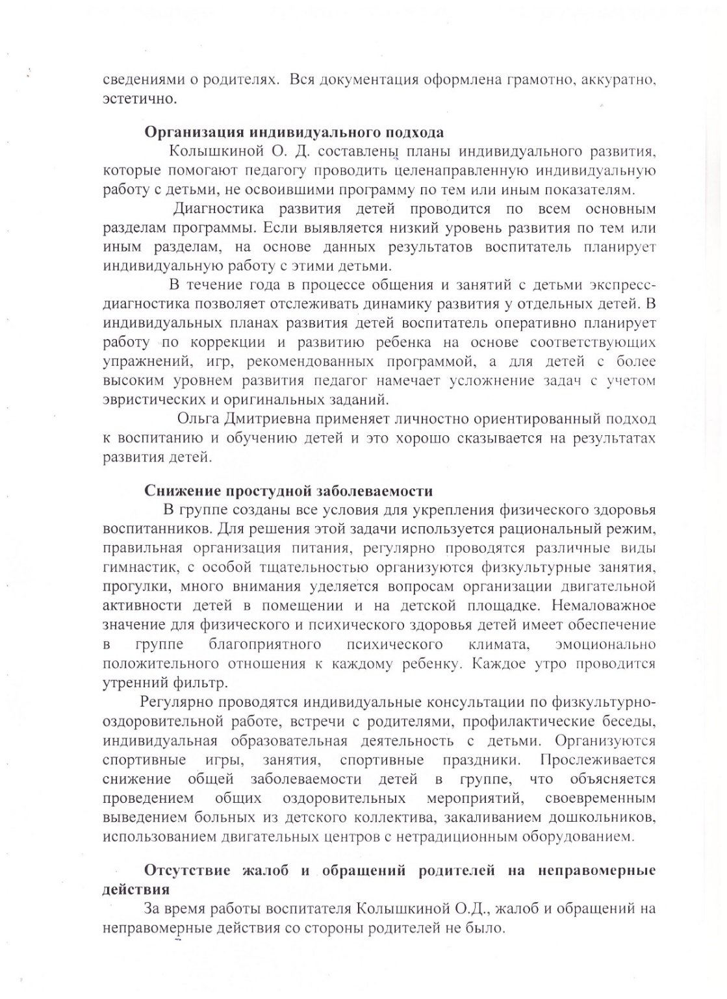 сведениями о родителях. Вся документация оформлена грамотно, аккуратно,
эстетично.
Организация индивидуального подхода
Колышкиной О. Д. составлены планы индивидуального развития,
которые помогают педагогу проводить целенаправленную индивидуальную
работу с детьми, не освоившими программу по тем или иным показателям.
Диагностика развития детей проводится по всем основным
разделам программы. Если выявляется низкий уровень развития по тем или
иным разделам, на основе данных результатов воспитатель планирует
индивидуальную работу с этими детьми.
В течение года в процессе общения и занятий с детьми экспресс-
диагностика позволяет отслеживать динамику развития у отдельных детей. В
индивидуальных планах развития детей воспитатель оперативно планирует
работу по коррекции и развитию ребенка на основе соответствующих
упражнений, игр, рекомендованных программой, а для детей с более
высоким уровнем развития педагог намечает усложнение задач с учетом
эвристических и оригинальных заданий.
Ольга Дмитриевна применяет личностно ориентированный подход
к воспитанию и обучению детей и это хорошо сказывается на результатах
развития детей.
Снижение простудной заболеваемости
В группе созданы все условия для укрепления физического здоровья
воспитанников. Для решения этой задачи используется рациональный режим,
правильная организация питания, регулярно проводятся различные виды
гимнастик, с особой тщательностью организуются физкультурные занятия,
прогулки, много внимания уделяется вопросам организации двигательной
активности детей в помещении и на детской площадке. Немаловажное
значение для физического и психического здоровья детей имеет обеспечение
в группе благоприятного психического климата, эмоционально
положительного отношения к каждому ребенку. Каждое утро проводится
утренний фильтр.
Регулярно проводятся индивидуальные консультации по физкультурно-
оздоровительной работе, встречи с родителями, профилактические беседы,
индивидуальная образовательная деятельность с детьми. Организуются
спортивные игры, занятия, спортивные праздники. Прослеживается
снижение общей заболеваемости детей в группе, что объясняется
проведением общих оздоровительных мероприятий, своевременным
выведением больных из детского коллектива, закаливанием дошкольников,
использованием двигательных центров с нетрадиционным оборудованием.
Отсутствие жалоб и обращений родителей на неправомерные
действия
За время работы воспитателя Колышкиной О.Д., жалоб и обращений на
неправомерные действия со стороны родителей не было.